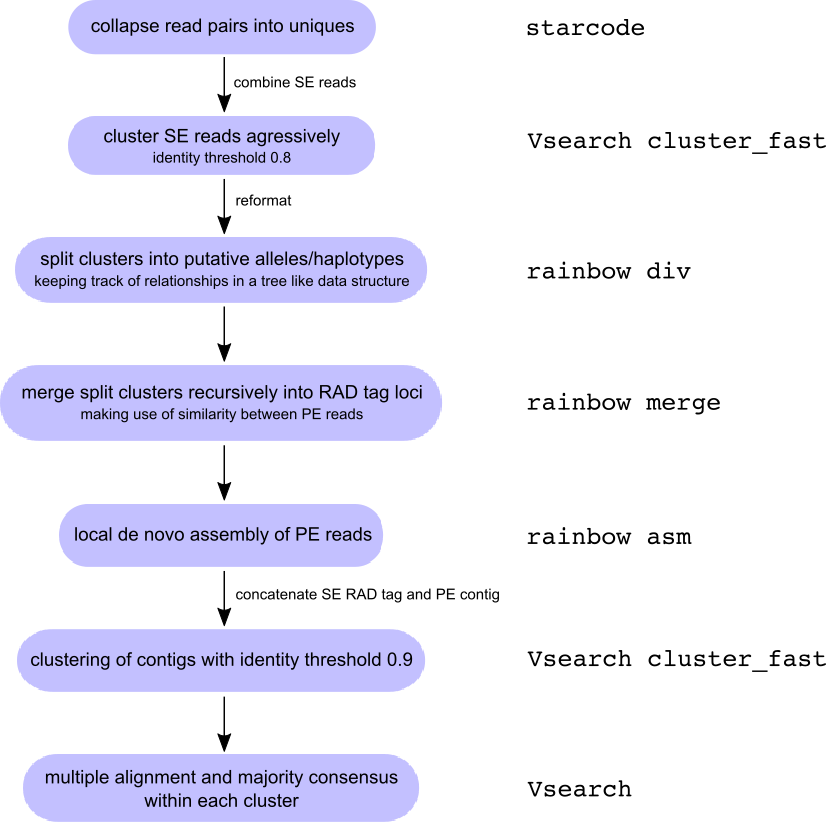 collapse read pairs into uniques
starcode
combine SE reads
cluster SE reads agressively
identity threshold 0.8
Vsearch cluster_fast
reformat
split clusters into putative alleles/haplotypes
keeping track of relationships in a tree like data structure
rainbow div
merge split clusters recursively into RAD tag loci
making use of similarity between PE reads
rainbow merge
local de novo assembly of PE reads
rainbow asm
concatenate SE RAD tag and PE contig
clustering of contigs with identity threshold 0.9
Vsearch cluster_fast
multiple alignment and majority consensus
within each cluster
Vsearch